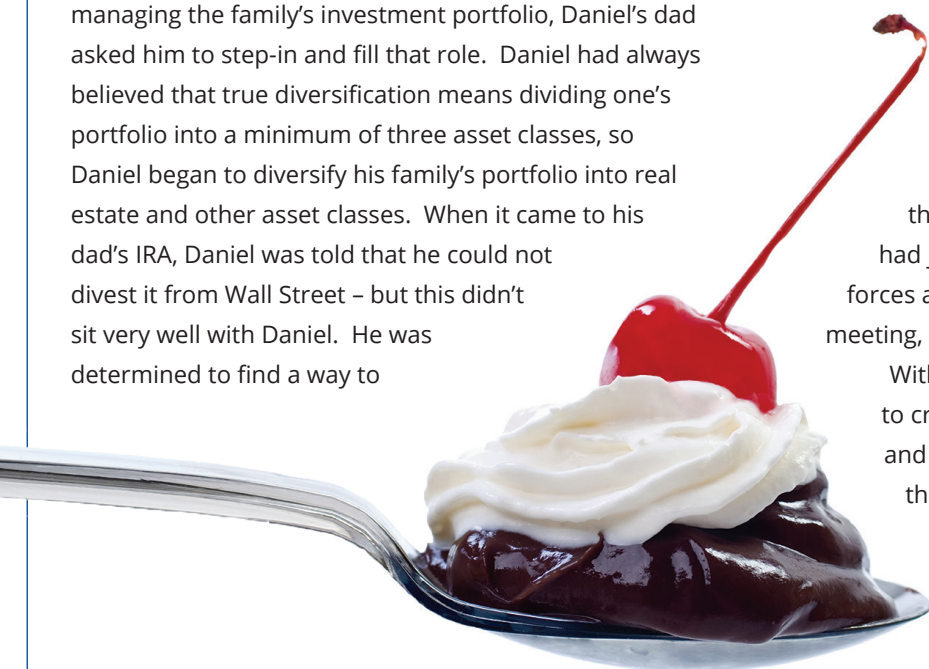 managing the family’s investment portfolio, Daniel’s dad
asked him to step-in and fill that role.  Daniel had always
believed that true diversification means dividing one’s
portfolio into a minimum of three asset classes, so
Daniel began to diversify his family’s portfolio into real
estate and other asset classes.  When it came to his
dad’s IRA, Daniel was told that he could not
divest it from Wall Street – but this didn’t
sit very well with Daniel.  He was
determined to find a way to
had
forces
meeting,
to
and